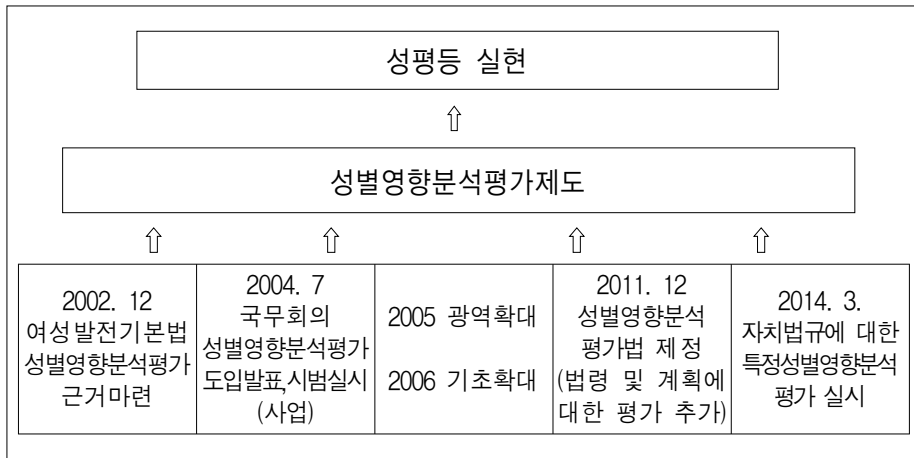 성평등 실현
⇧
성별영향분석평가제도
⇧ ⇧ ⇧ ⇧
2002. 12
여성발전기본법
성별영향분석평가
근거마련
2004. 7
국무회의
성별영향분석평가
도입발표,시범실시
(사업)
2005 광역확대
2006 기초확대
2011. 12
성별영향분석
평가법 제정
(법령 및 계획에
대한 평가 추가)
2014. 3.
자치법규에 대한
특정성별영향분석
평가 실시